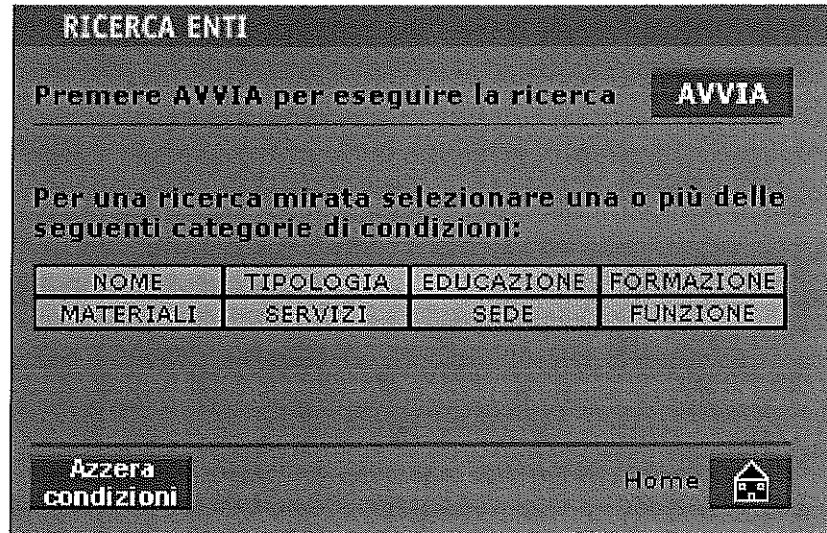 RICERCA ENTI
Premere AVVIA per eseguire la ricerca AVVIA
Per una ricerca mirata selezionare una o più delle
seguenti categorie di condizioni:
NOME TIPOLOGIA EDUCAZIONE FORMAZIONE
MATERIALI SERVIZI SEDE FUNZIONE
Azzera
condizioni
Home